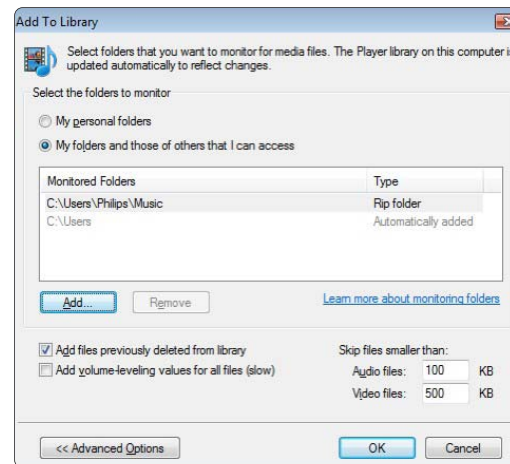 Add To Library
Select folders that you want to monitor for media files. The Player library on this computer i
updated automatically to reflect changes.
Select the folders to monitor
My personal folders
My folders and those of others that I can access
Monitored Folders Type
C:\Users\Philips\Music Rip folder
C:\Users Automatically added
Add... Remove Learn more about monitoring folders
Add files previously deleted from library Skip files smaller than:
Add volume-leveling values for all files (slow) Audio files: 100 KB
Video files: 500 KB
<< Advanced Options OK Cancel